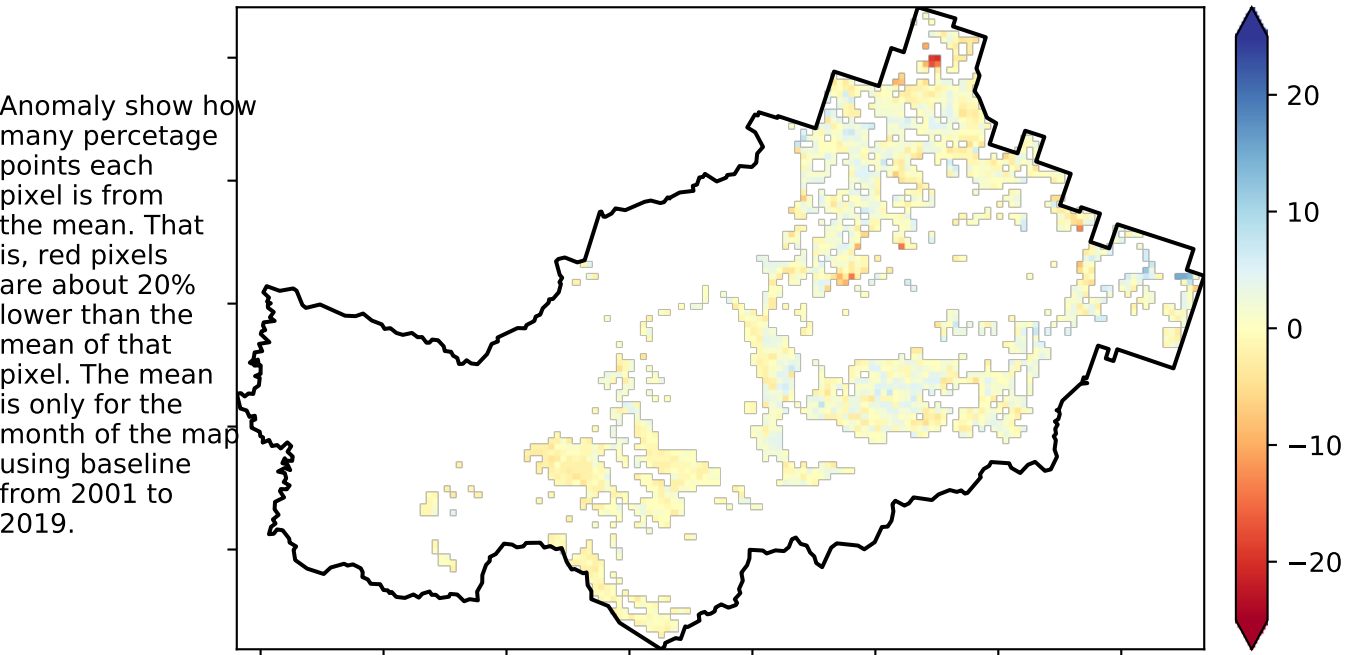 Anomaly show how
many percetage
points each
pixel is from
the mean. That
is, red pixels
are about 20%
lower than the
mean of that
pixel. The mean
is only for the
month of the map
using baseline
from 2001 to
2019.
20
10
0
−10
−20